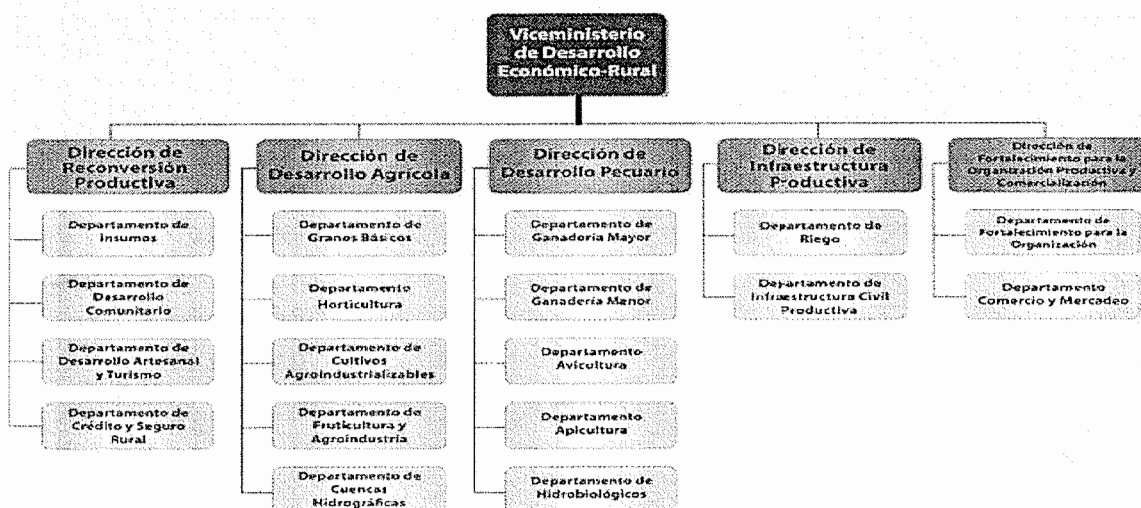 Viceministerio
de Desarrollo
Económico-Rural
Dirección de
Reconversión
Productiva
Departamento de
Insumos
Departamento de
Desarrollo
Comunitario
Departamento de
Desarrollo Artesanal
y Turismo
Departamento de
Crédito y Seguro
Rural
Dirección de
Desarrollo Agrícola
Departamento de
Granos Básicos
Departamento
Horticultura
Departamento de
Cultivos
Agroindustrializables
Departamento de
Fruticultura y
Agroindustria
Departamento de
Cuencas
Hidrográficas
Dirección de
Desarrollo Pecuario
Departamento de
Ganadería Mayor
Departamento de
Ganadería Menor
Departamento
Avicultura
Departamento
Apicultura
Departamento de
Hidrobiológicos
Dirección de
Infraestructura
Productiva
Departamento de
Riego
Departamento de
Infraestructura Civil
Productiva
Dirección de
Fortalecimiento para la
Organización Productiva y
Comercialización
Departamento de
Fortalecimiento para la
Organización
Departamento
Comercio y Mercadeo